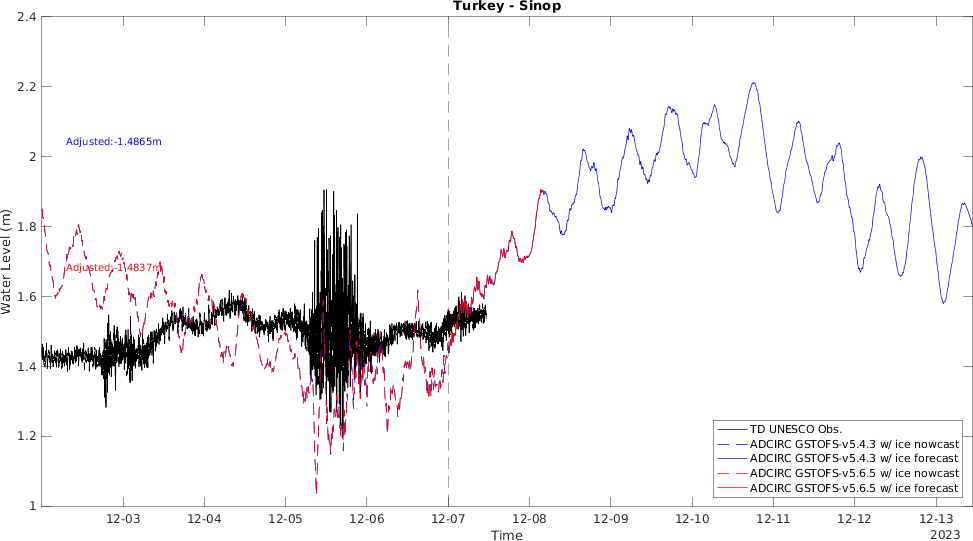 Turkey - Sinop
2.4
2.2
2
1.8
1.6
1.4
1.2
1
Water Level (m)
Adjusted:-1.4865m
Adjusted:-1.4837m
TD UNESCO Obs.
ADCIRC GSTOFS-v5.4.3 w/ ice nowcast
ADCIRC GSTOFS-v5.4.3 w/ ice forecast
ADCIRC GSTOFS-v5.6.5 w/ ice nowcast
ADCIRC GSTOFS-v5.6.5 w/ ice forecast
12-03 12-04 12-05 12-06 12-07 12-08 12-09 12-10 12-11 12-12 12-13
Time
2023